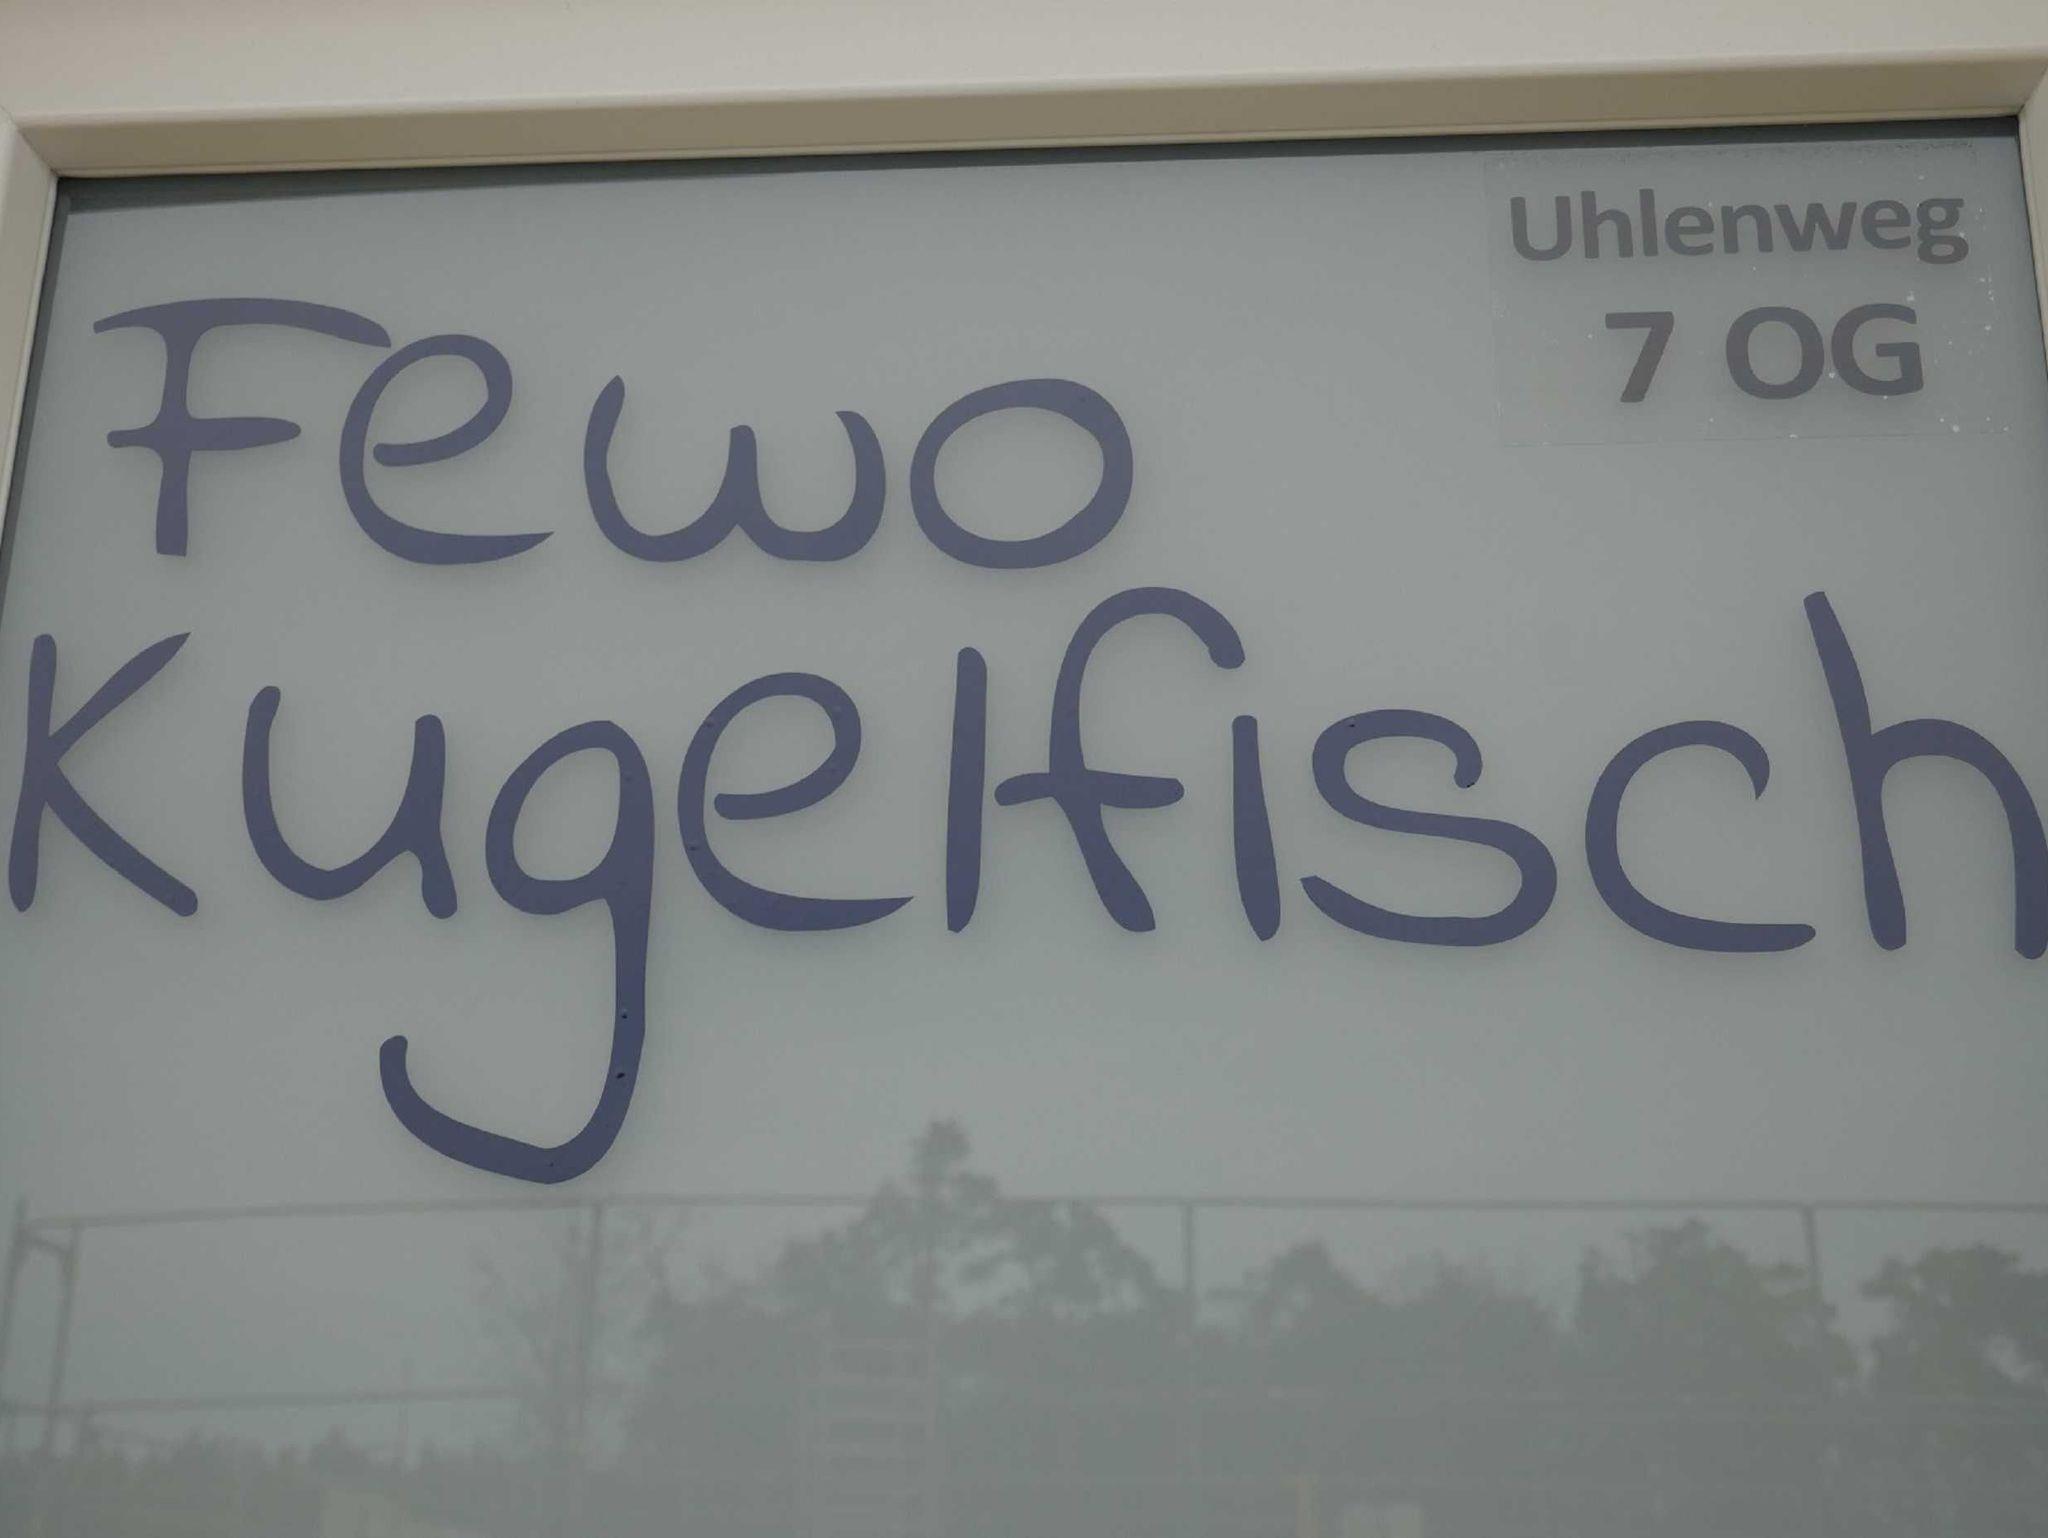 Uhlenweg
7 OG
Fewo
Kugelfisch